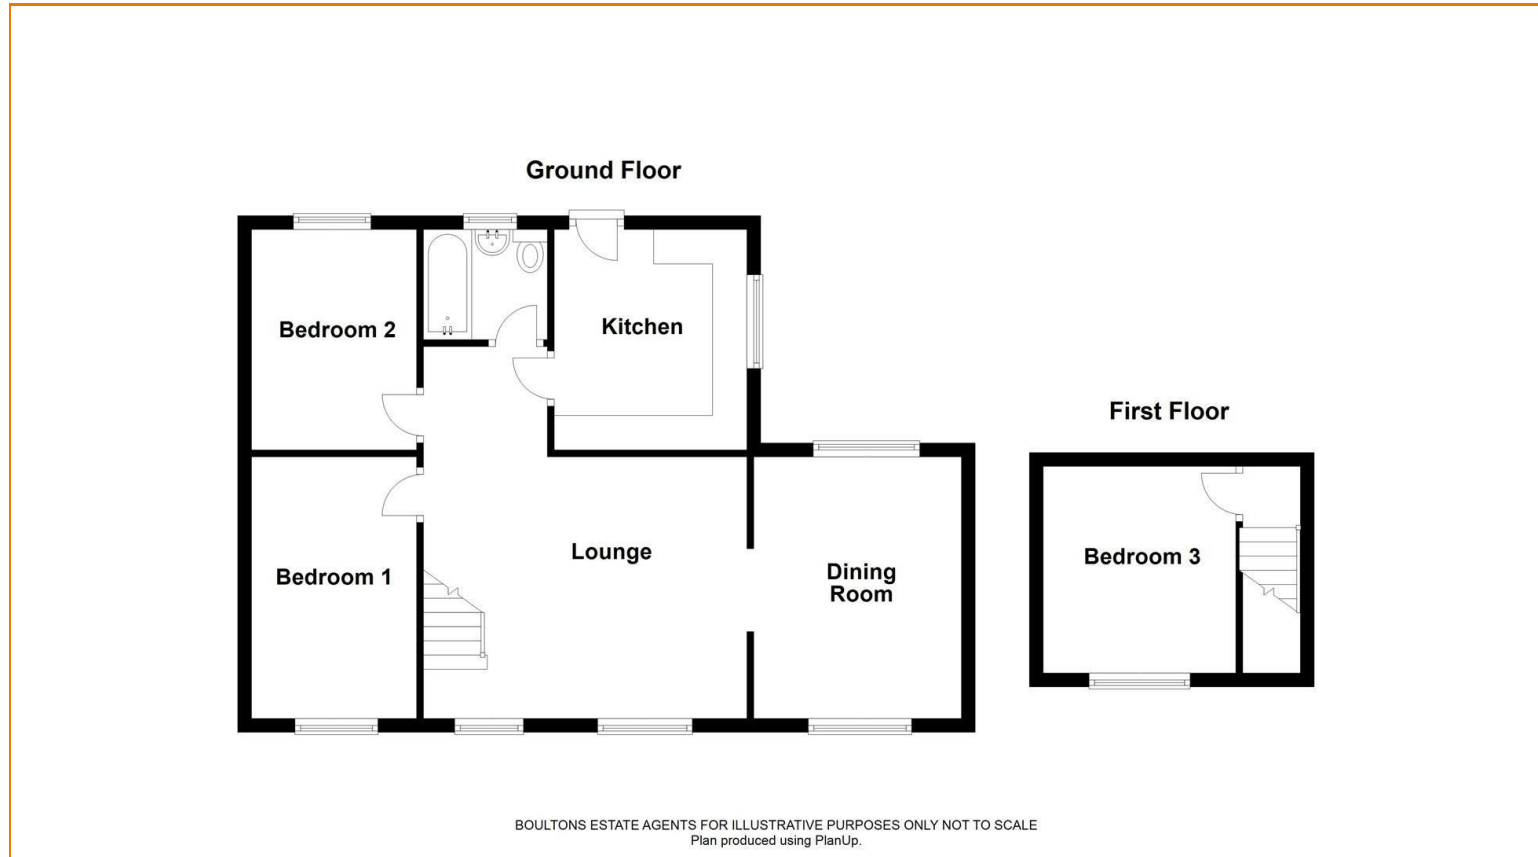 Ground Floor
Bedroom 2
Kitchen
Bedroom 1
Lounge
Dining
Room
First Floor
Bedroom 3
BOULTONS ESTATE AGENTS FOR ILLUSTRATIVE PURPOSES ONLY NOT TO SCALE
Plan produced using PlanUp.